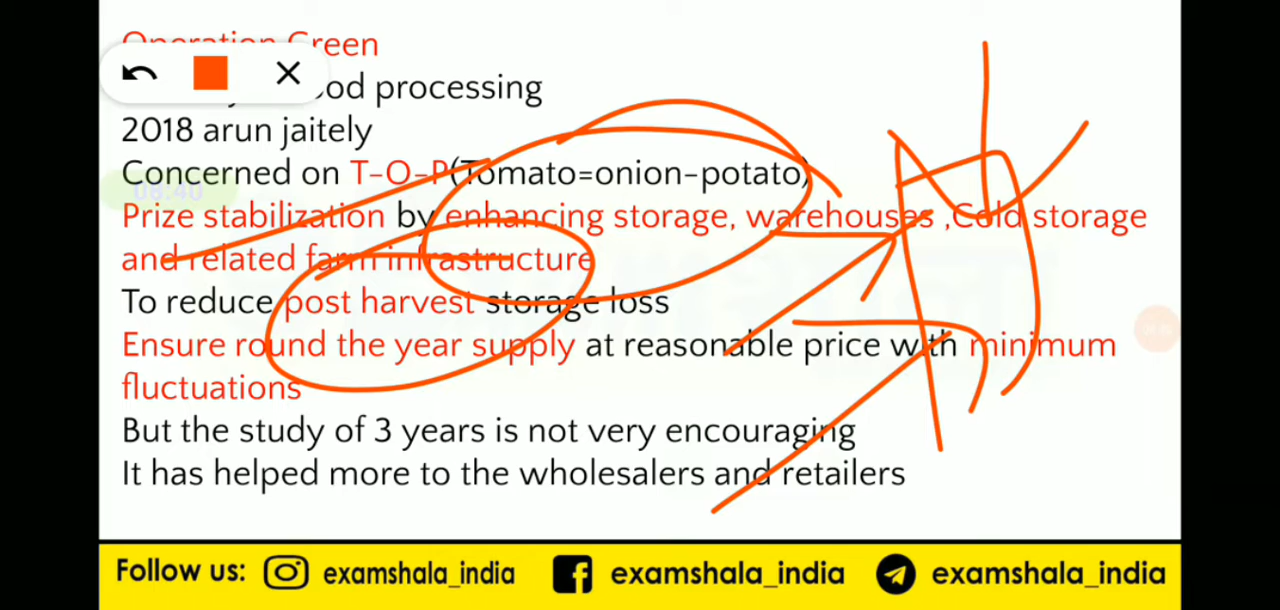 Operation Green
food processing
2018 arun jaitely
Concerned on T-O-P(Tomato=onion-potato)
Prize stabilization by enhancing storage, warehouses ,Cold storage
and related farm infrastructure
To reduce post harvest storage loss
Ensure round the year supply at reasonable price with minimum
fluctuations
But the study of 3 years is not very encouraging
It has helped more to the wholesalers and retailers
08:40
Follow us: examshala_india examshala_india examshala_india